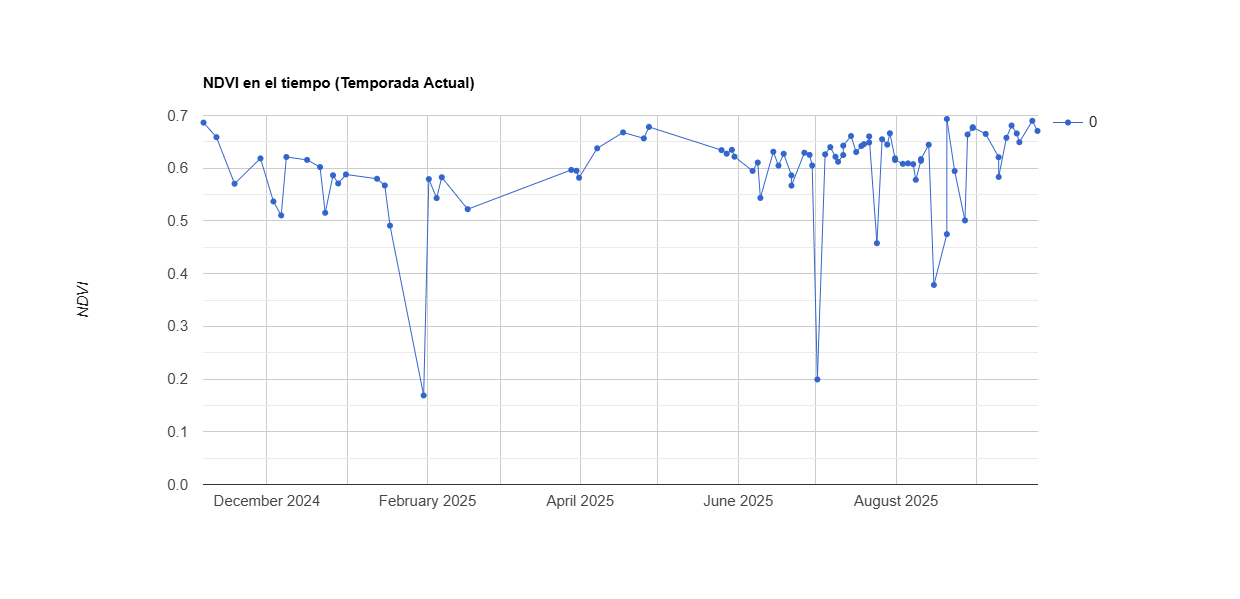 NDVI en el tiempo (Temporada Actual)
0.7
0.6
0.5
0.4
0.3
0.2
0.1
0.0
NDVI
December 2024
February 2025
April 2025
June 2025
August 2025
0